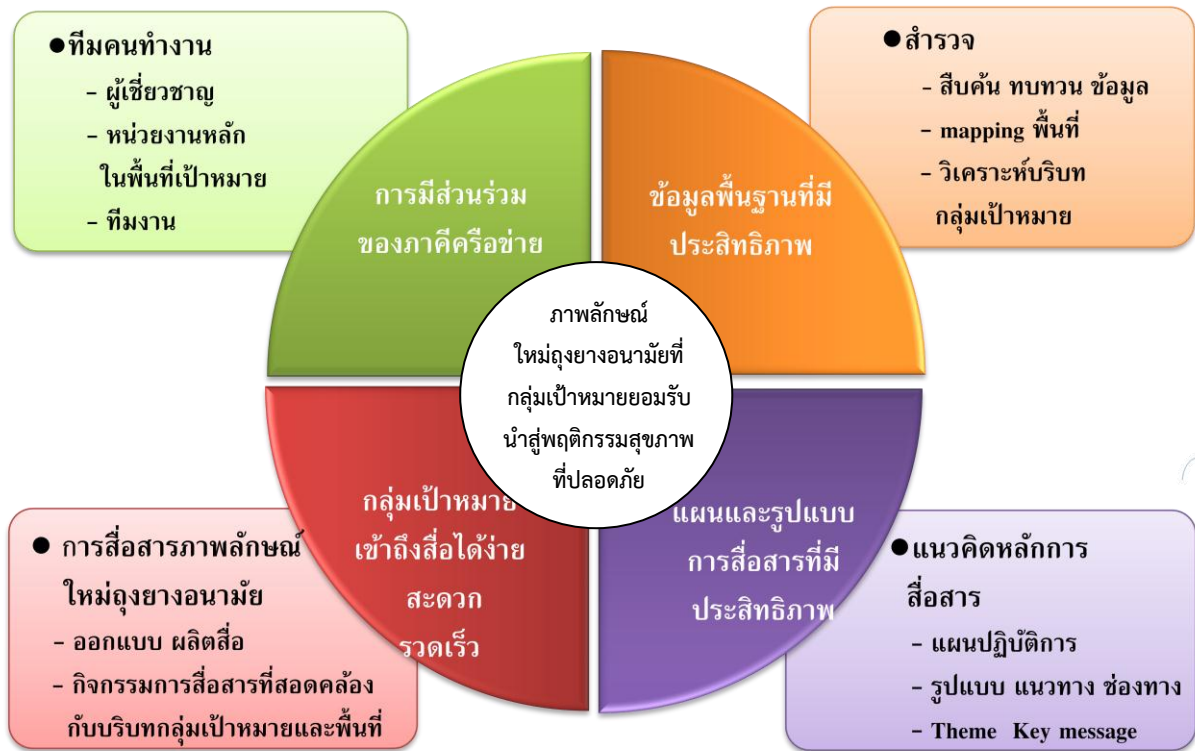 ●ทีมคนทำงาน
– ผู้เชี่ยวชาญ
– หน่วยงานหลัก
ในพื้นที่เป้าหมาย
– ทีมงาน
● สำรวจ
– สืบค้น ทบทวน ข้อมูล
– mapping พื้นที่
– วิเคราะห์บริบท
กลุ่มเป้าหมาย
การมีส่วนร่วม
ของภาคีครือข่าย
ข้อมูลพื้นฐานที่มี
ประสิทธิภาพ
ภาพลักษณ์
ใหม่ถุงยางอนามัยที่
กลุ่มเป้าหมายยอมรับ
นำสู่พฤติกรรมสุขภาพ
ที่ปลอดภัย
กลุ่มเป้าหมาย
เข้าถึงสื่อได้ง่าย
สะดวก
รวดเร็ว
แผนและรูปแบบ
การสื่อสารที่มี
ประสิทธิภาพ
● การสื่อสารภาพลักษณ์
ใหม่ถุงยางอนามัย
– ออกแบบ ผลิตสื่อ
– กิจกรรมการสื่อสารที่สอดคล้อง
กับบริบทกลุ่มเป้าหมายและพื้นที่
●แนวคิดหลักการ
สื่อสาร
– แผนปฏิบัติการ
– รูปแบบ แนวทาง ช่องทาง
– Theme Key message